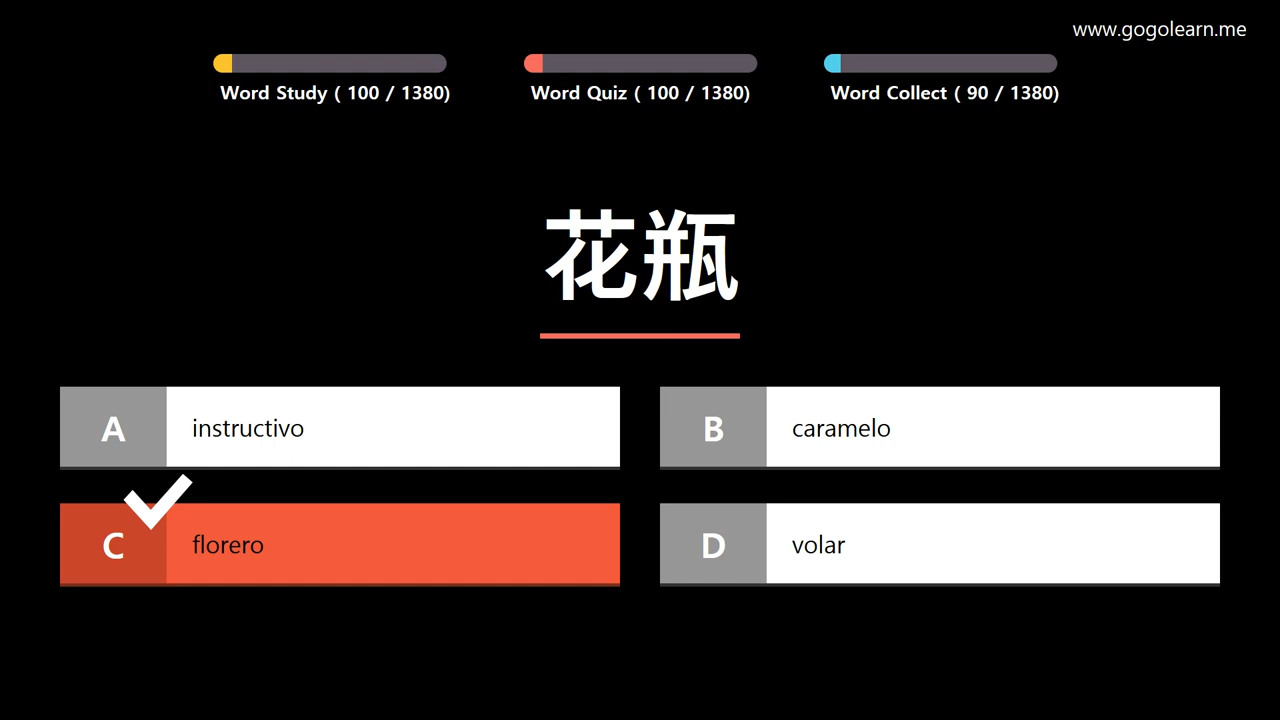 www.gogolearn.me
Word Study ( 100 / 1380)
Word Quiz ( 100 / 1380)
Word Collect ( 90 / 1380)
花瓶
A
instructivo
B
caramelo
C
florero
D
volar